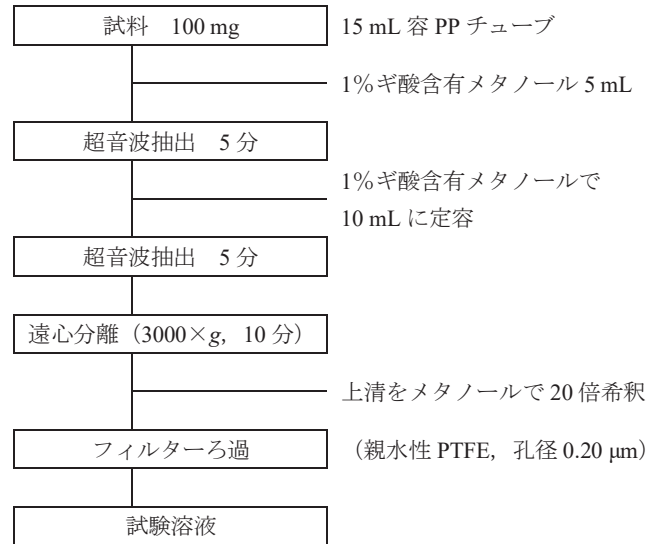 試料 100 mg
15 mL 容 PP チューブ
1%ギ酸含有メタノール 5 mL
超音波抽出 5 分
1%ギ酸含有メタノールで
10 mL に定容
超音波抽出 5 分
遠心分離（3000×g，10 分）
上清をメタノールで 20 倍希釈
フィルターろ過
（親水性 PTFE，孔径 0.20 μm）
試験溶液